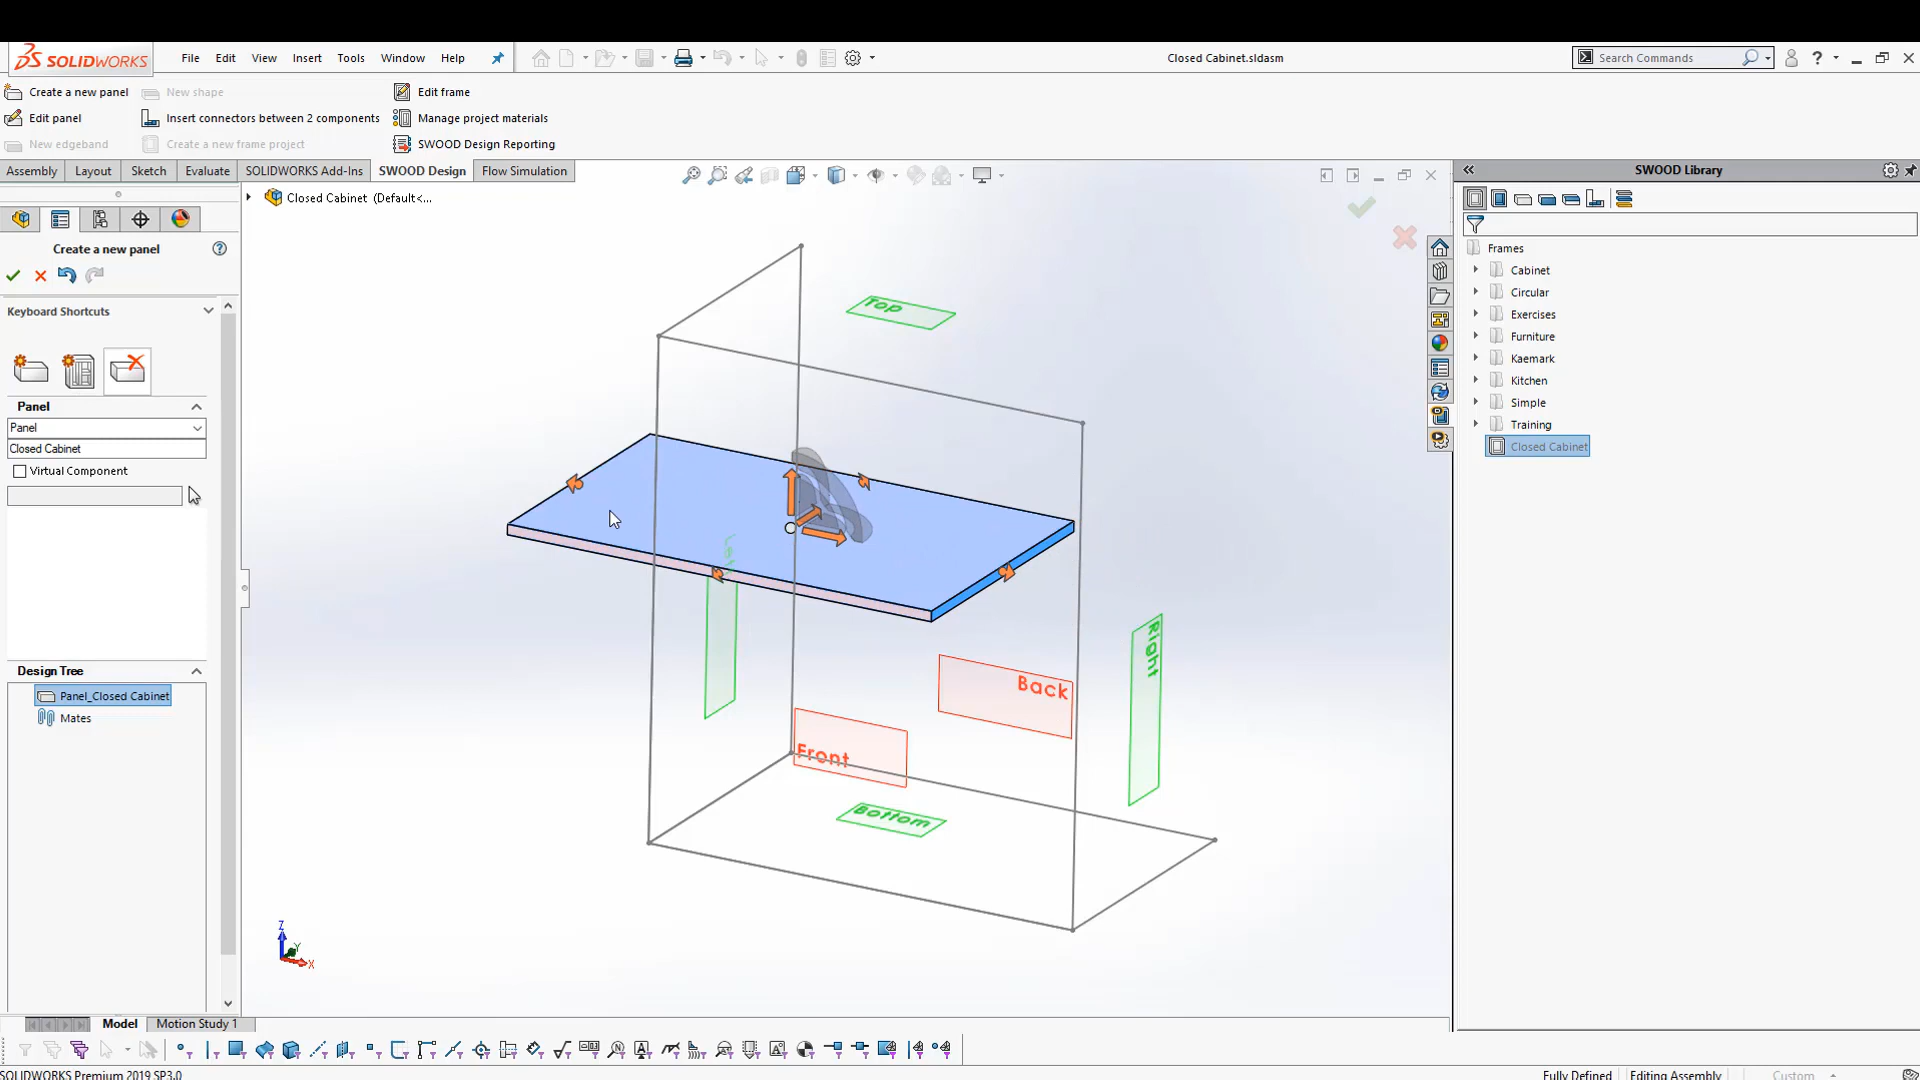 SOLIDWORKS
File Edit View Insert Tools Window Help
Closed Cabinet.sldasm
Search Commands
?
Create a new panel
New shape
Edit frame
Edit panel
Insert connectors between 2 components
Manage project materials
New edgeband
Create a new frame project
SWOOD Design Reporting
Assembly Layout Sketch Evaluate SOLIDWORKS Add-Ins SWOOD Design Flow Simulation
SWOOD Library
Closed Cabinet (Default<...
Create a new panel
Keyboard Shortcuts
Panel
Panel
Closed Cabinet
Virtual Component
Design Tree
Panel_Closed Cabinet
Mates
Top
Right
Back
Front
Bottom
Z
Y
X
Frames
Cabinet
Circular
Exercises
Furniture
Kaemark
Kitchen
Simple
Training
Closed Cabinet
Model Motion Study 1
SOLIDWORKS Premium 2019 SP3.0
Fully Defined Editing Assembly Custom